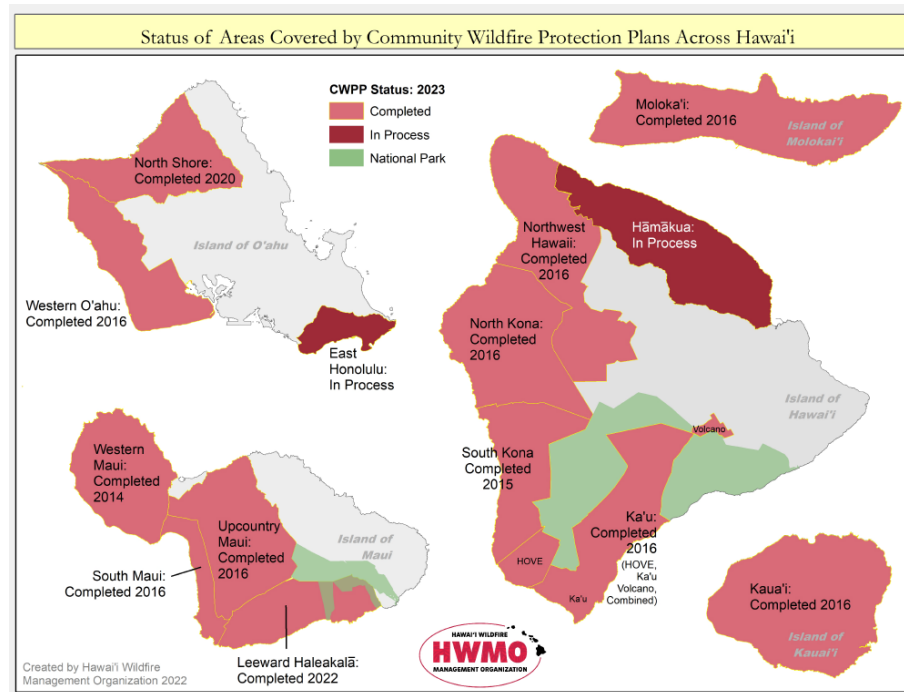 Status of Areas Covered by Community Wildfire Protection Plans Across Hawai'i
CWPP Status: 2023
Completed
In Process
National Park
North Shore:
Completed 2020
Island of O'ahu
Western O'ahu:
Completed 2016
East
Honolulu:
In Process
Moloka'i:
Completed 2016
Island of
Molokai'i
Northwest
Hawaii:
Completed
2016
Hāmākua:
In Process
North Kona:
Completed
2016
Island of
Hawai'i
Volcano
South Kona
Completed
2015
Ka'u:
Completed
2016
(HOVE,
Ka'u
Volcano,
Combined)
HOVE
Ka'u
Western
Maui:
Completed
2014
Upcountry
Maui:
Completed
2016
Island of
Maui
South Maui:
Completed 2016
Leeward Haleakalā:
Completed 2022
Kaua'i:
Completed 2016
Island of
Kauai'i
HAWAI'I WILDFIRE
HWMO
MANAGEMENT ORGANIZATION
Created by Hawai'i Wildfire
Management Organization 2022